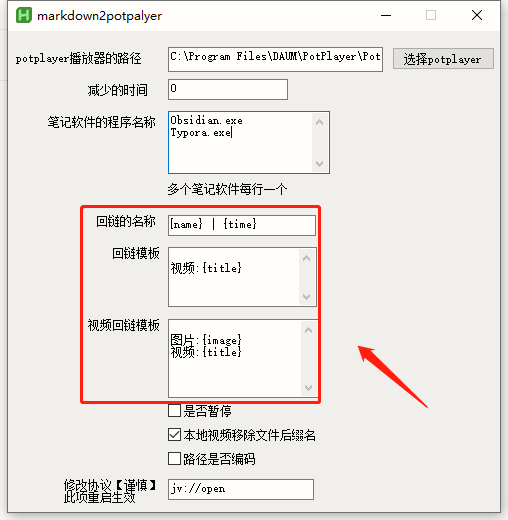 markdown2potpalyer
potplayer播放器的路径
C:\Program Files\DAUM\PotPlayer\Pot
选择potplayer
减少的时间
0
笔记软件的程序名称
Obsidian.exe
Typora.exe
多个笔记软件每行一个
回链的名称
{name} | {time}
回链模板
视频:{title}
视频回链模板
图片:{image}
视频:{title}
是否暂停
本地视频移除文件后缀名
路径是否编码
修改协议【谨慎】
此项重启生效
jv://open